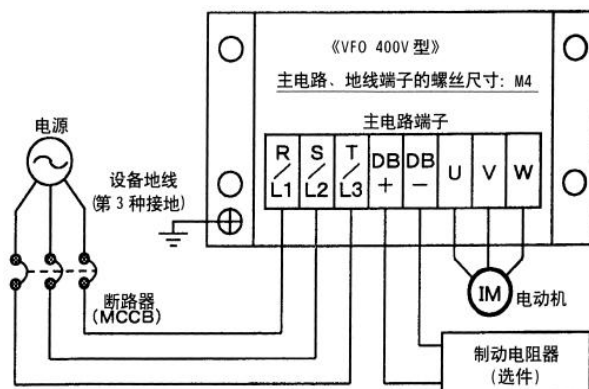 《VFO 400V 型》
主电路、地线端子的螺丝尺寸: M4
主电路端子
R/L1 S/L2 T/L3 DB+ DB- U V W
电源
设备地线
(第 3 种接地)
断路器
(MCCB)
IM 电动机
制动电阻器
(选件)